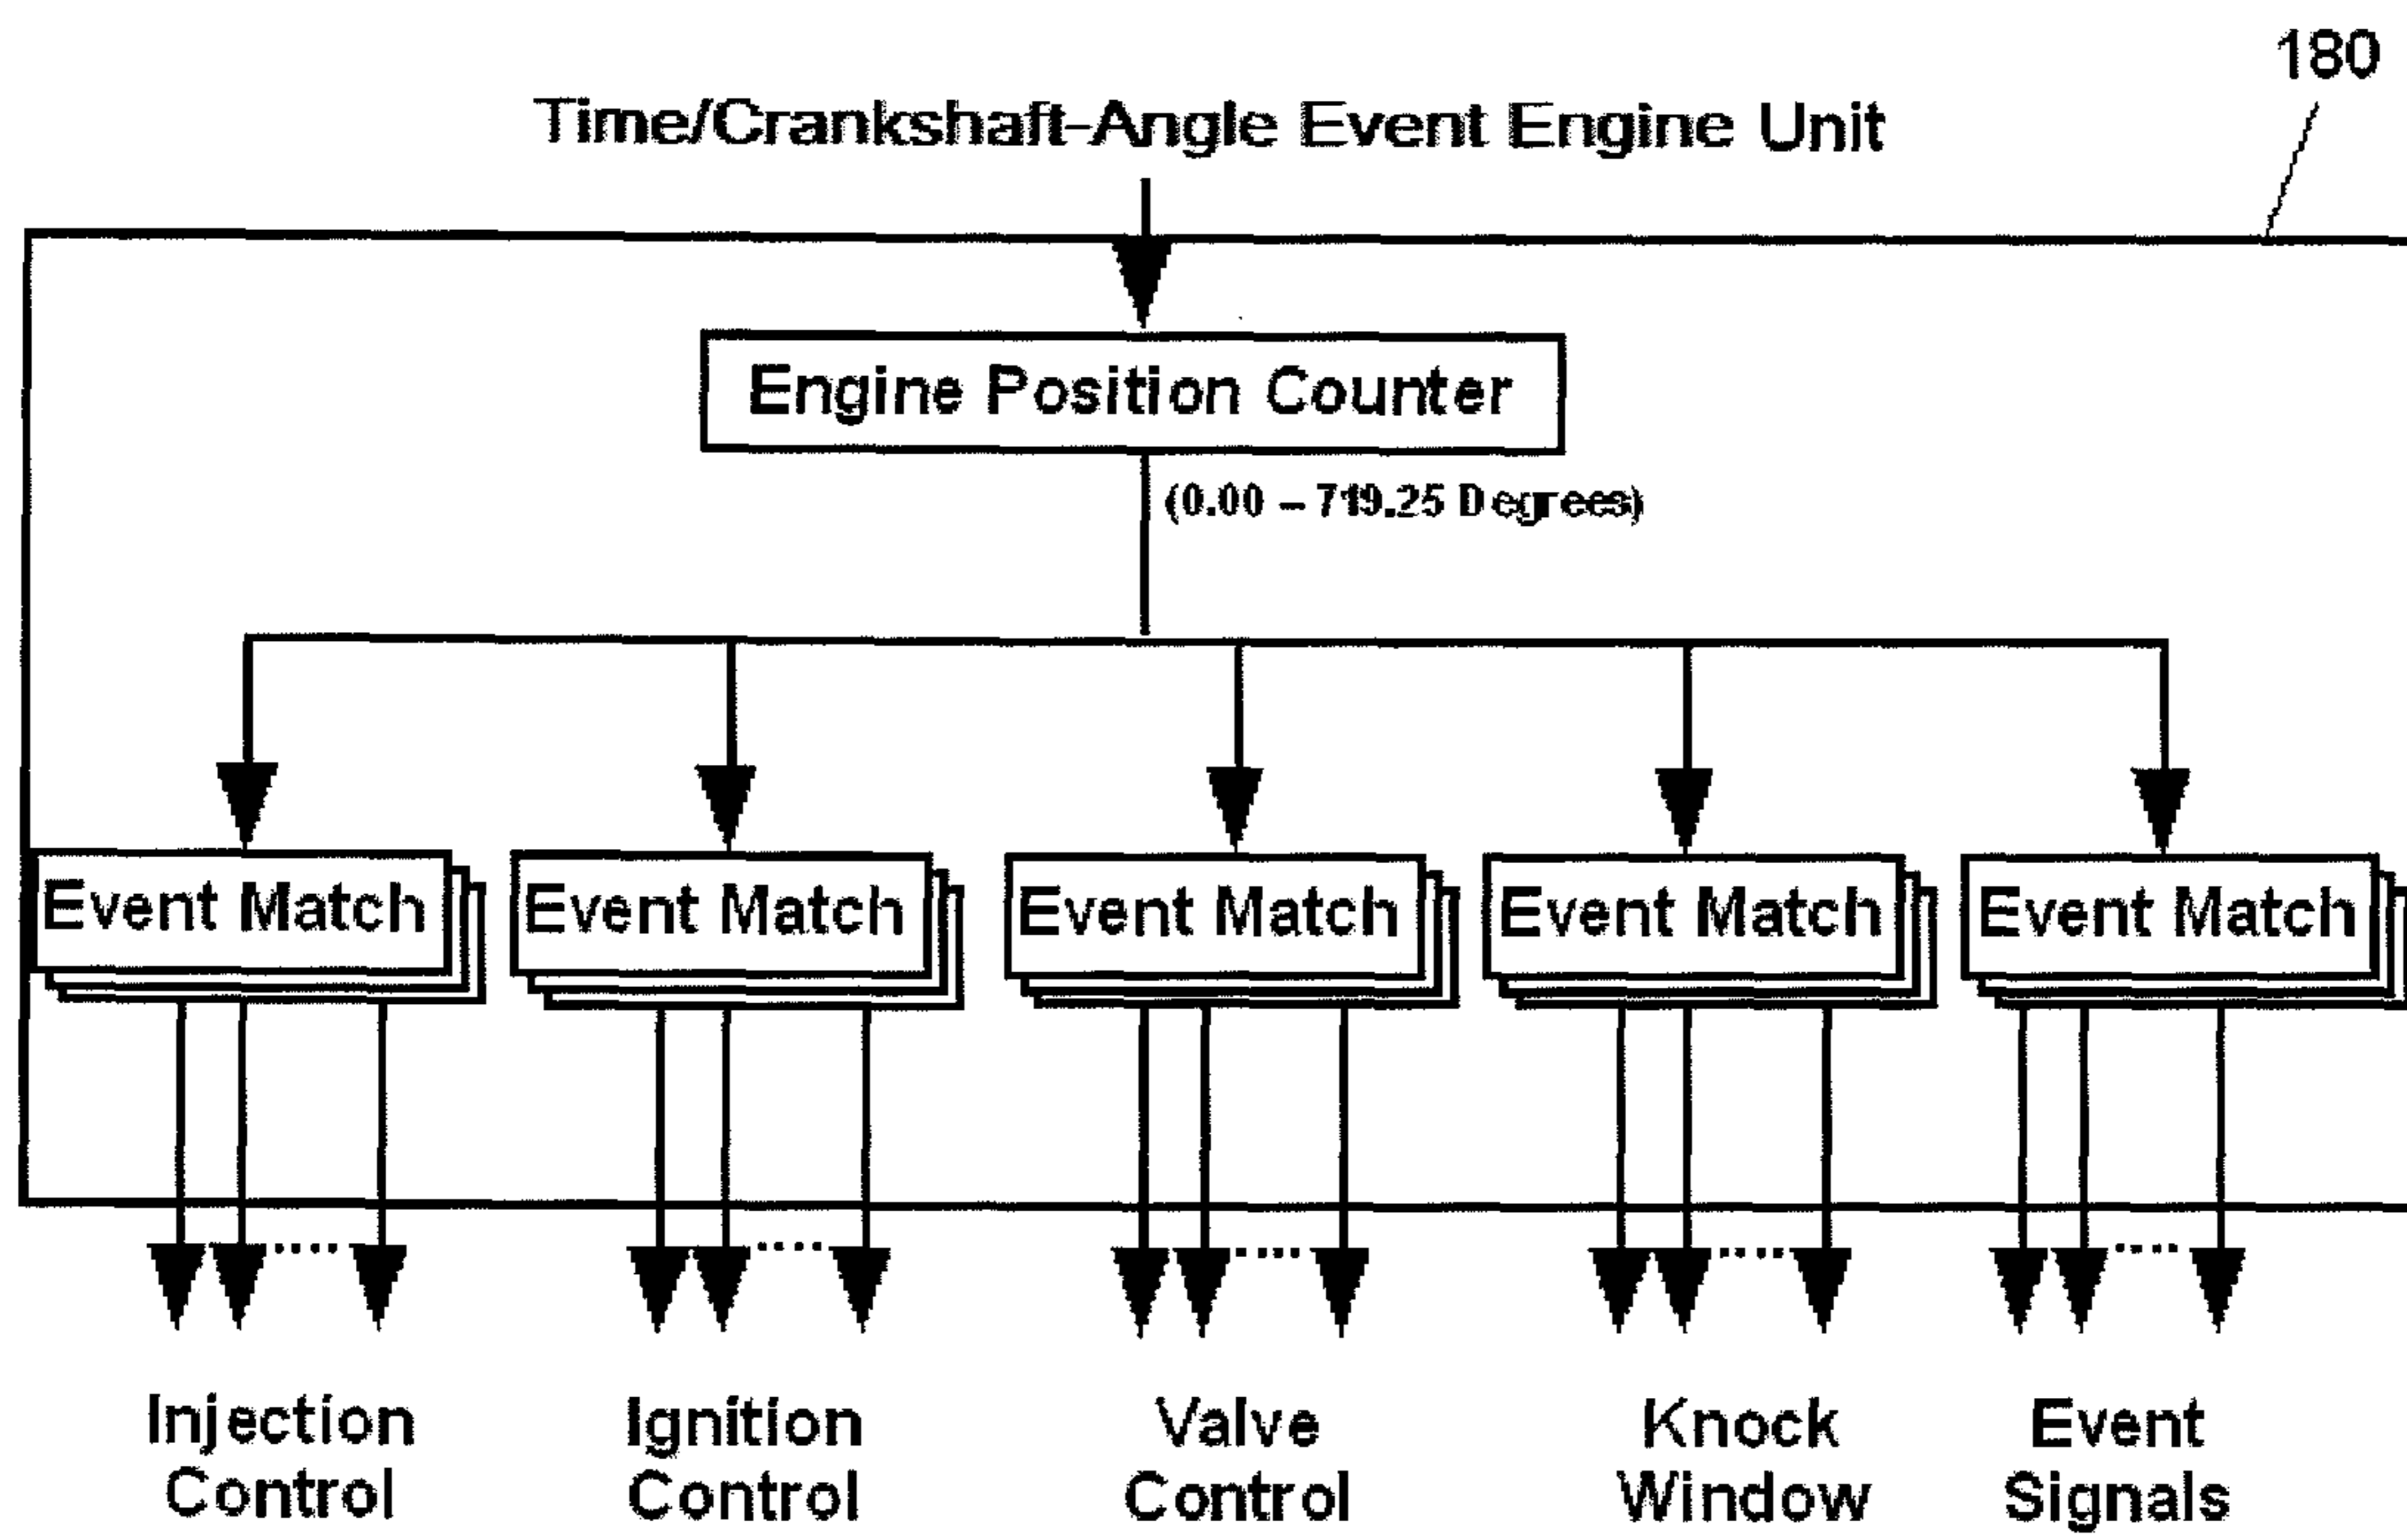 180
Time/Crankshaft-Angle Event Engine Unit
Engine Position Counter
(0.00 – 719.25 Degrees)
Event Match
Event Match
Event Match
Event Match
Event Match
Injection
Control
Ignition
Control
Valve
Control
Knock
Window
Event
Signals